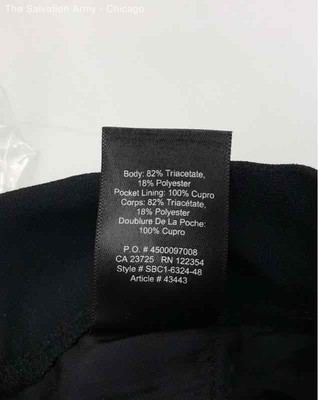 The Salvation Army - Chicago
Body: 82% Triacetate,
18% Polyester
Pocket Lining: 100% Cupro
Corps: 82% Triacétate,
18% Polyester
Doublure De La Poche:
100% Cupro
P.O. # 4500097008
CA 23725 RN 122354
Style # SBC1-6324-48
Article # 43443